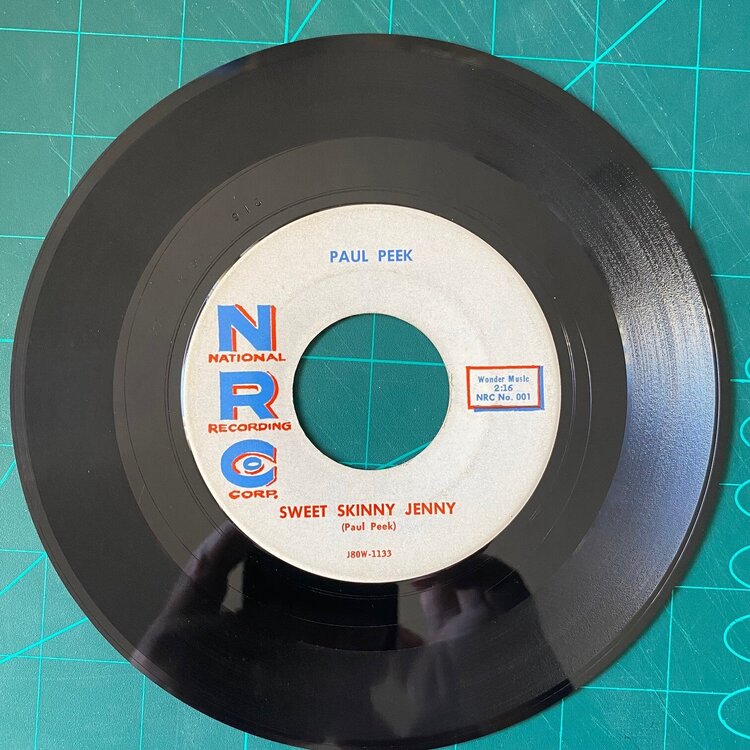 PAUL PEEK
N
NATIONAL
R
RECORDING
C
CORP.
Wonder Music
2:16
NRC No. 001
SWEET SKINNY JENNY
(Paul Peek)
J80W-1133